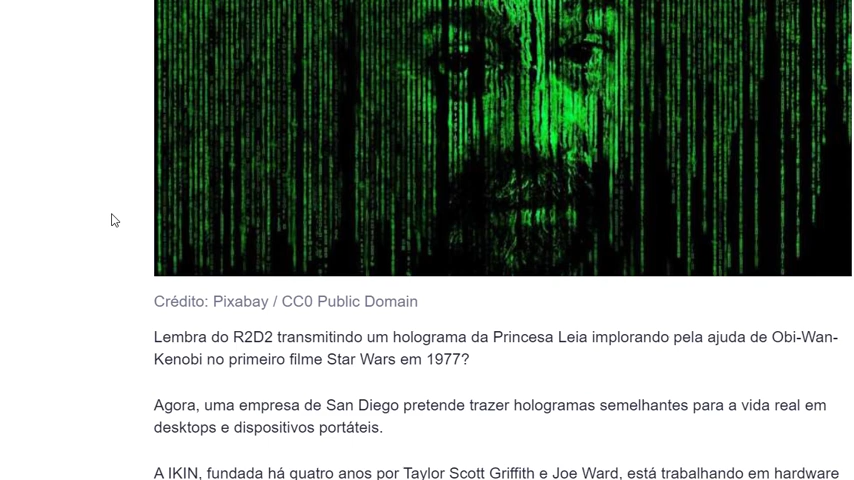 Crédito: Pixabay / CC0 Public Domain
Lembra do R2D2 transmitindo um holograma da Princesa Leia implorando pela ajuda de Obi-Wan-
Kenobi no primeiro filme Star Wars em 1977?
Agora, uma empresa de San Diego pretende trazer hologramas semelhantes para a vida real em
desktops e dispositivos portáteis.
A IKIN, fundada há quatro anos por Taylor Scott Griffith e Joe Ward, está trabalhando em hardware